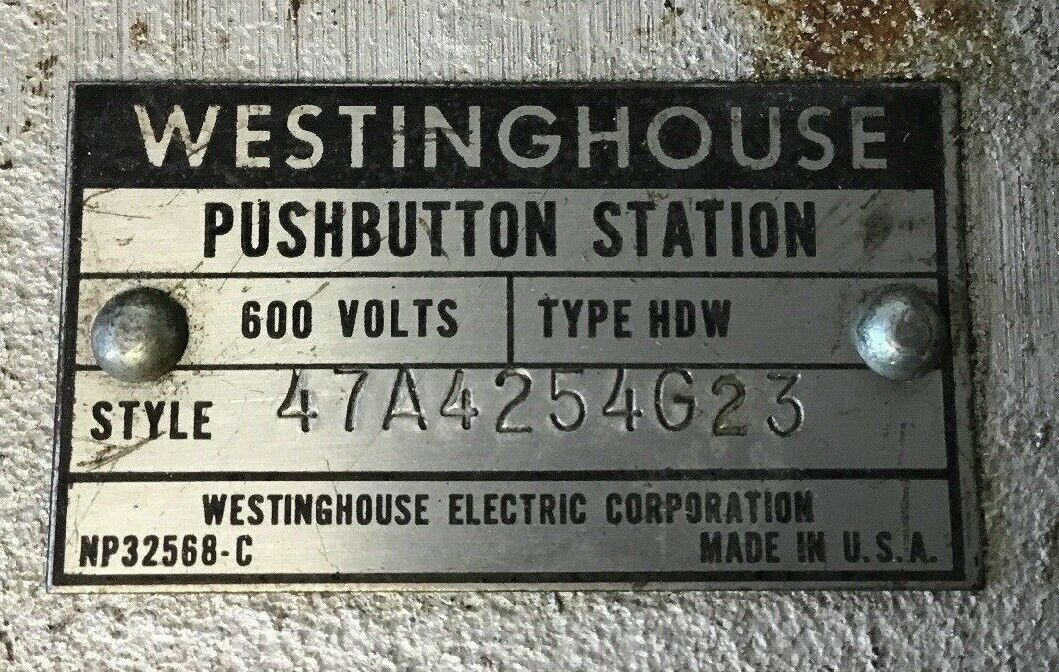 WESTINGHOUSE
PUSHBUTTON STATION
600 VOLTS TYPE HDW
STYLE 47A4254G23
WESTINGHOUSE ELECTRIC CORPORATION
NP32568-C MADE IN U.S.A.